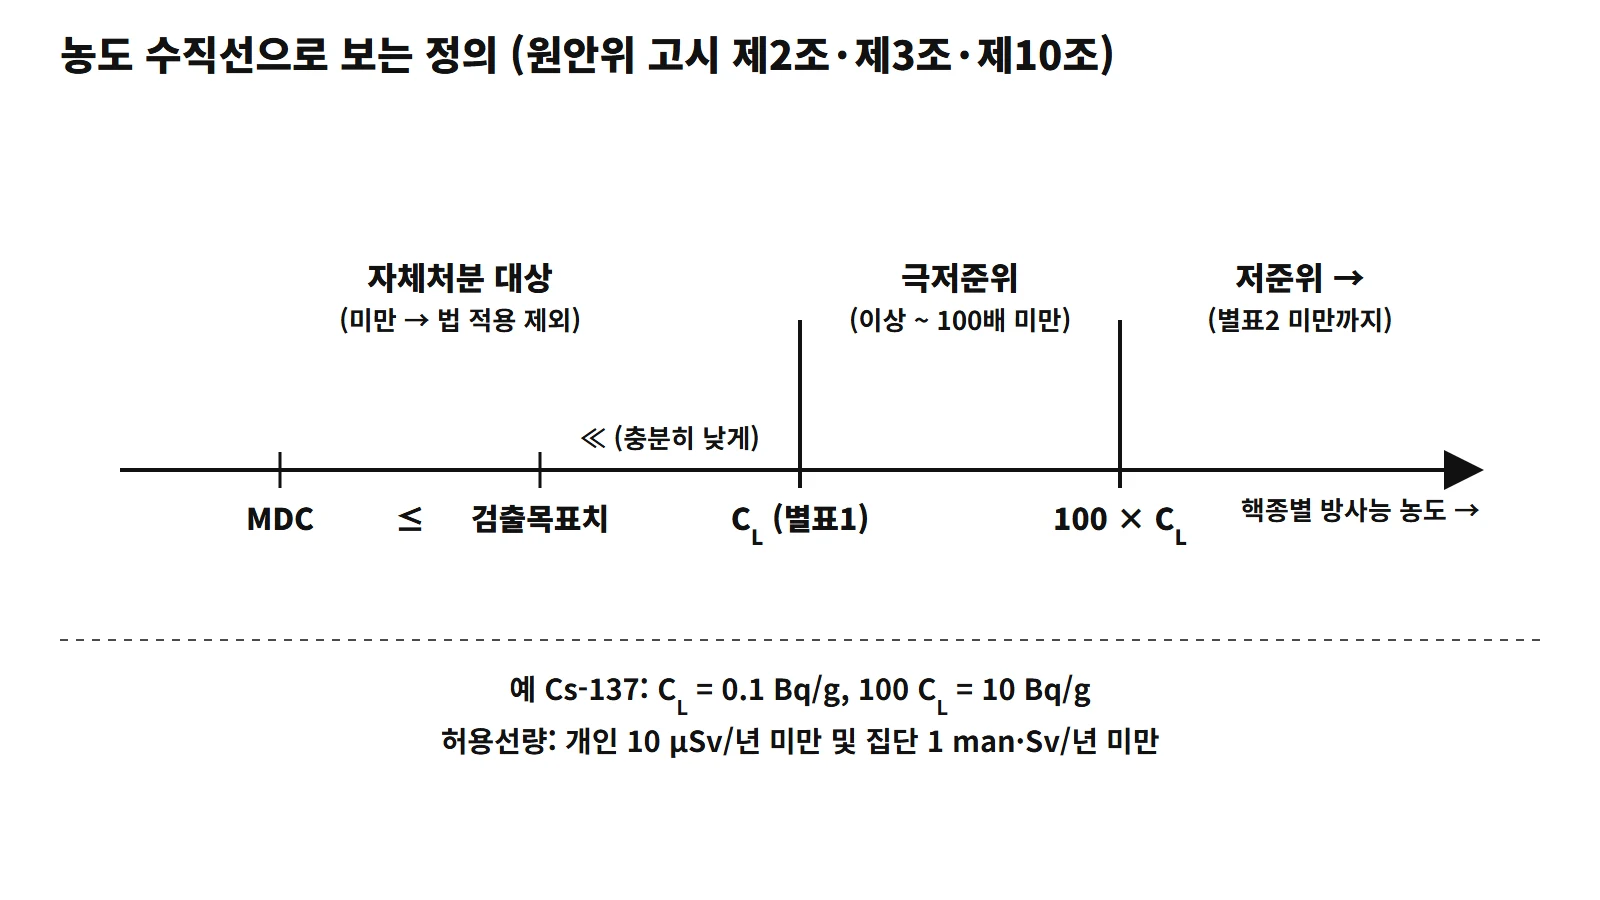 농도 수직선으로 보는 정의 (원안위 고시 제2조·제3조·제10조)
자체처분 대상
(미만 → 법 적용 제외)
극저준위
(이상 ~ 100배 미만)
저준위 →
(별표2 미만까지)
≪ (충분히 낮게)
MDC ≤ 검출목표치
C_L (별표1)
100 × C_L
핵종별 방사능 농도 →
예 Cs-137: C_L = 0.1 Bq/g, 100 C_L = 10 Bq/g
허용선량: 개인 10 μSv/년 미만 및 집단 1 man·Sv/년 미만